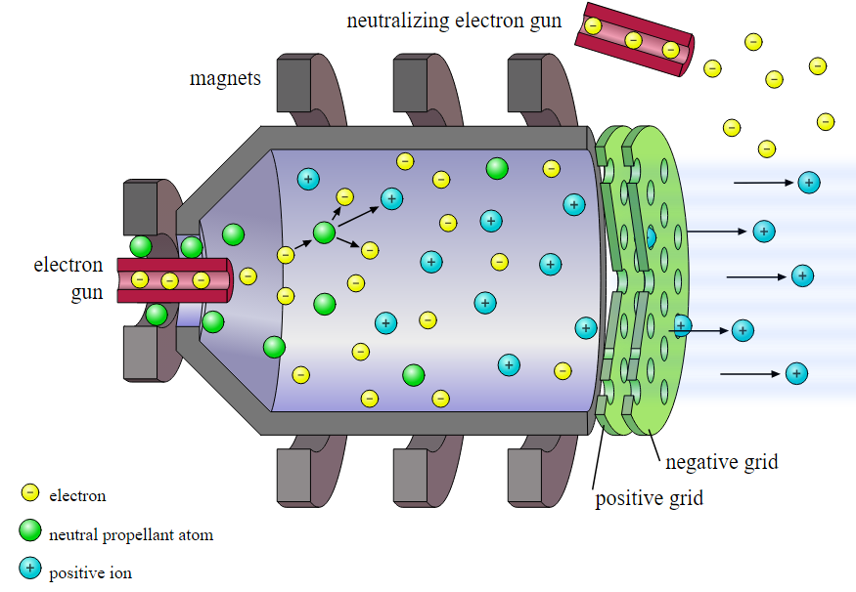 neutralizing electron gun
magnets
electron
gun
negative grid
positive grid
electron
neutral propellant atom
positive ion